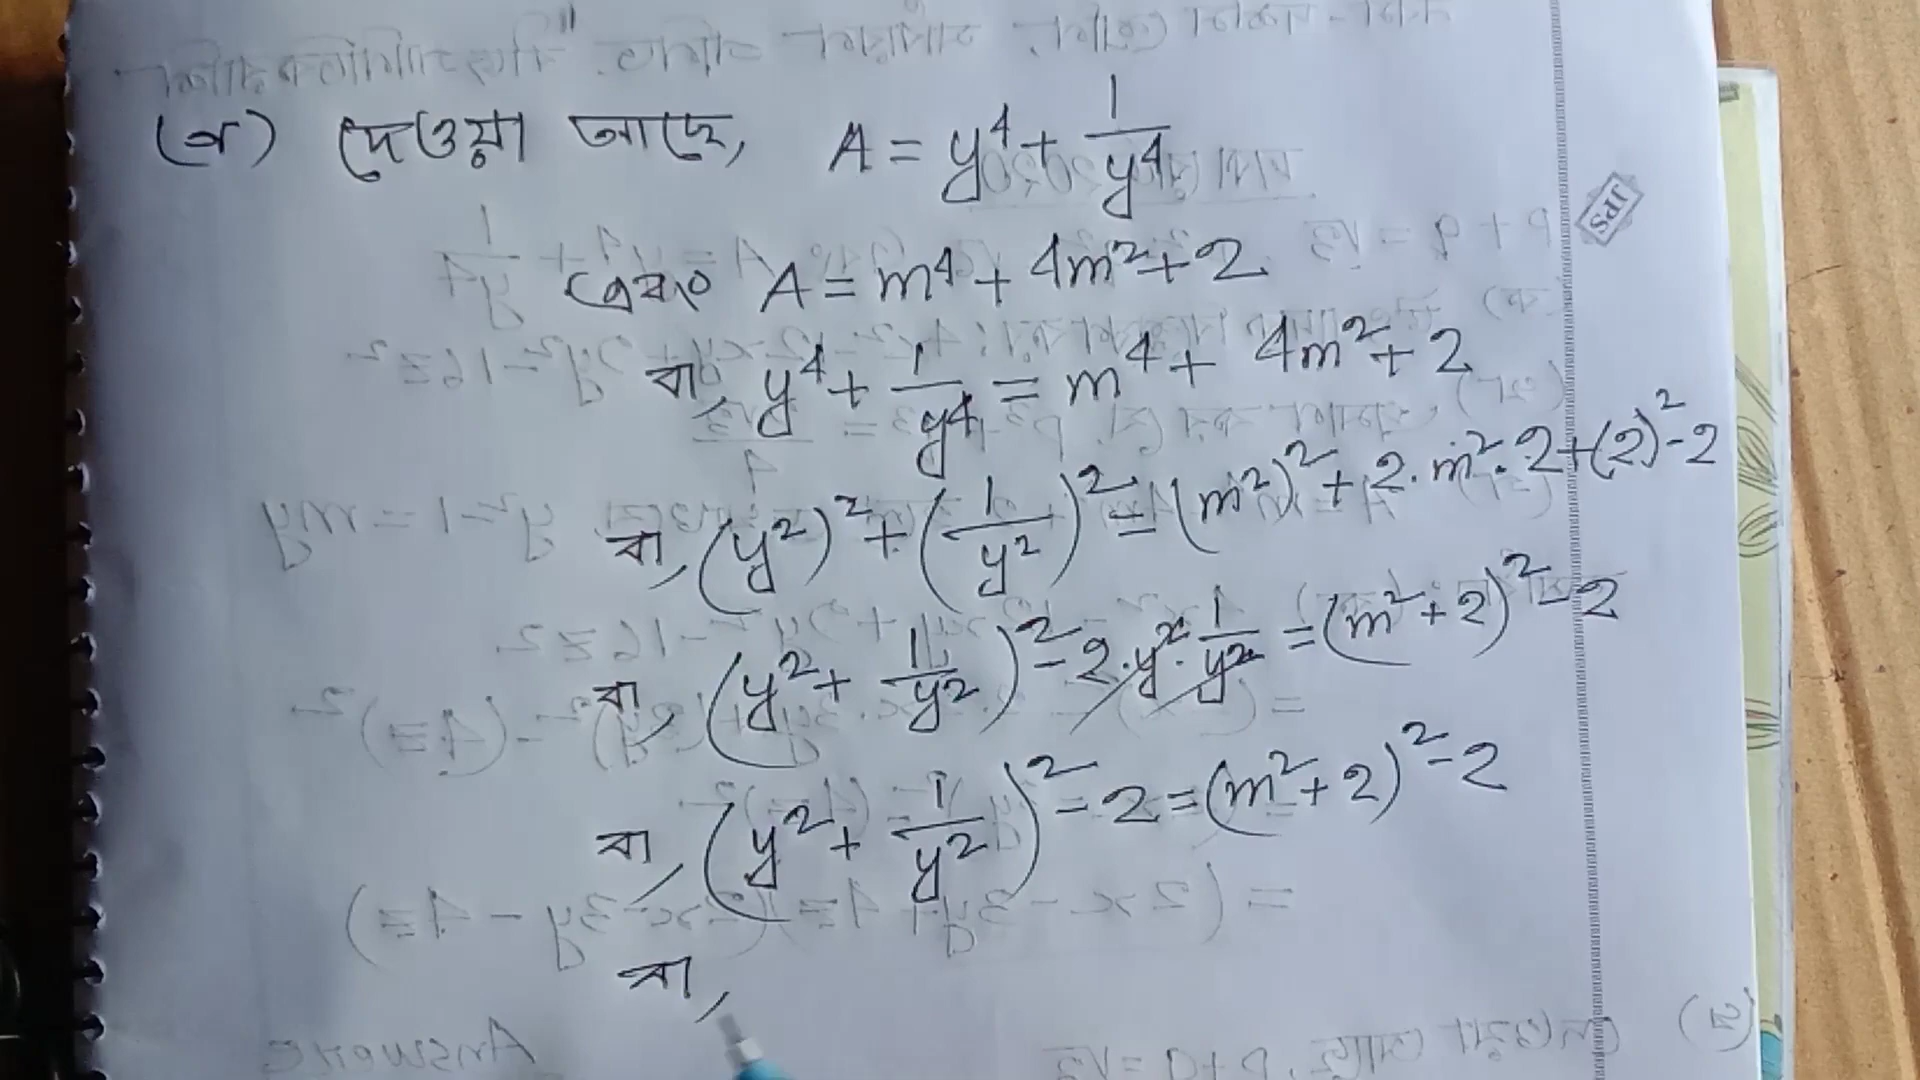 (গ) দেওয়া আছে, A = y⁴ + 1/y⁴
এবং A = m⁴ + 4m² + 2
বা, y⁴ + 1/y⁴ = m⁴ + 4m² + 2
বা, (y²)² + (1/y²)² = (m²)² + 2·m²·2 + (2)² - 2
বা, (y² + 1/y²)² - 2·y²·1/y² = (m² + 2)² - 2
বা, (y² + 1/y²)² - 2 = (m² + 2)² - 2
বা,
JPS